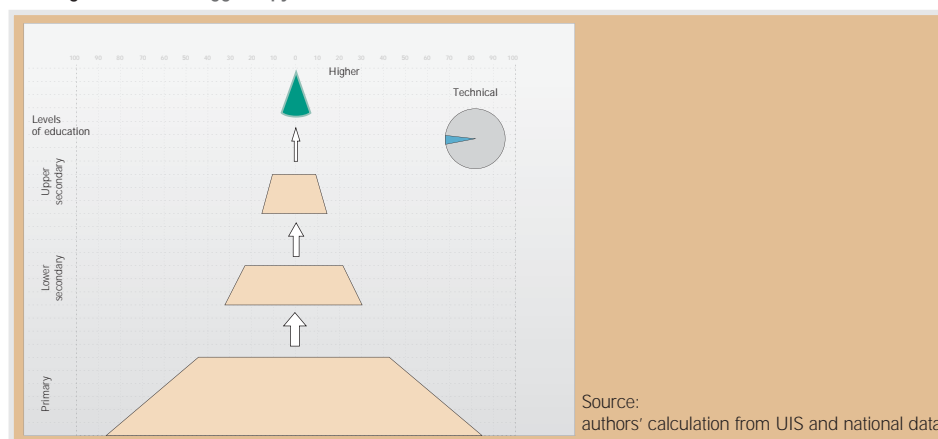 100 90 80 70 60 50 40 30 20 10 0 10 20 30 40 50 60 70 80 90 100
Higher
Technical
Levels
of education
Upper
secondary
Lower
secondary
Primary
Source:
authors' calculation from UIS and national data